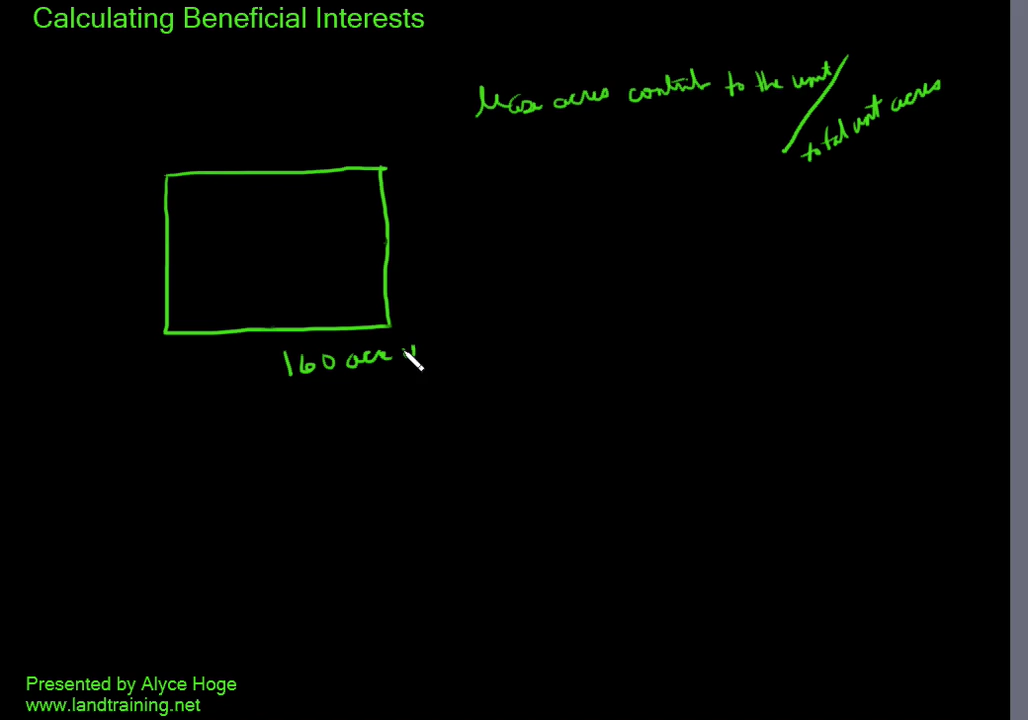 Calculating Beneficial Interests
acres contrib to the unit/
total unit acres
160 acre
Presented by Alyce Hoge
www.landtraining.net